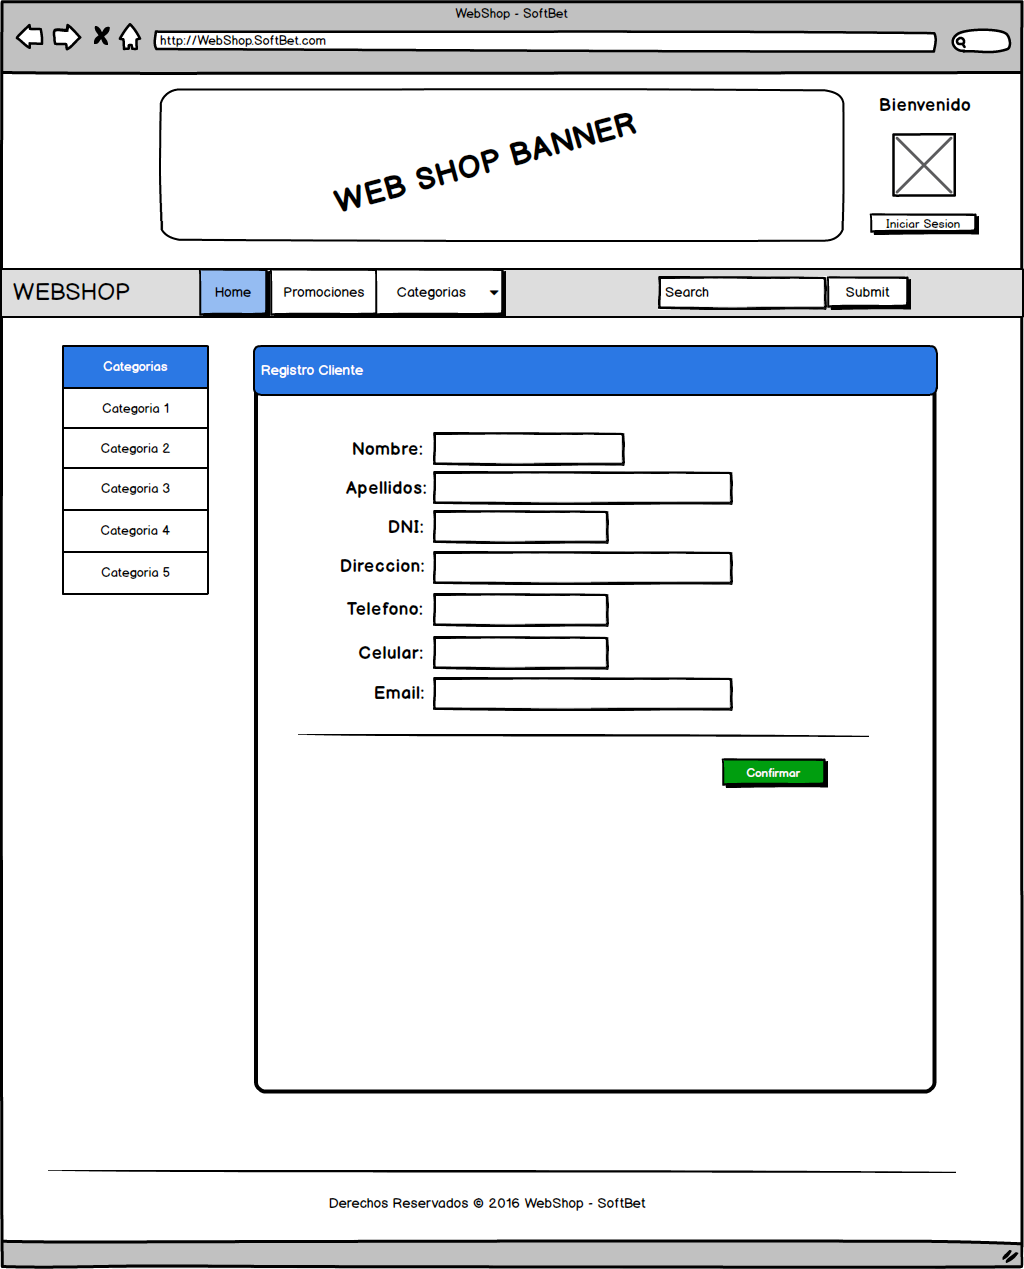 WebShop - SoftBet
http://WebShop.SoftBet.com
WEB SHOP BANNER
Bienvenido
Iniciar Sesion
WEBSHOP
Home
Promociones
Categorias
Search
Submit
Categorias
Categoria 1
Categoria 2
Categoria 3
Categoria 4
Categoria 5
Registro Cliente
Nombre:
Apellidos:
DNI:
Direccion:
Telefono:
Celular:
Email:
Confirmar
Derechos Reservados © 2016 WebShop - SoftBet